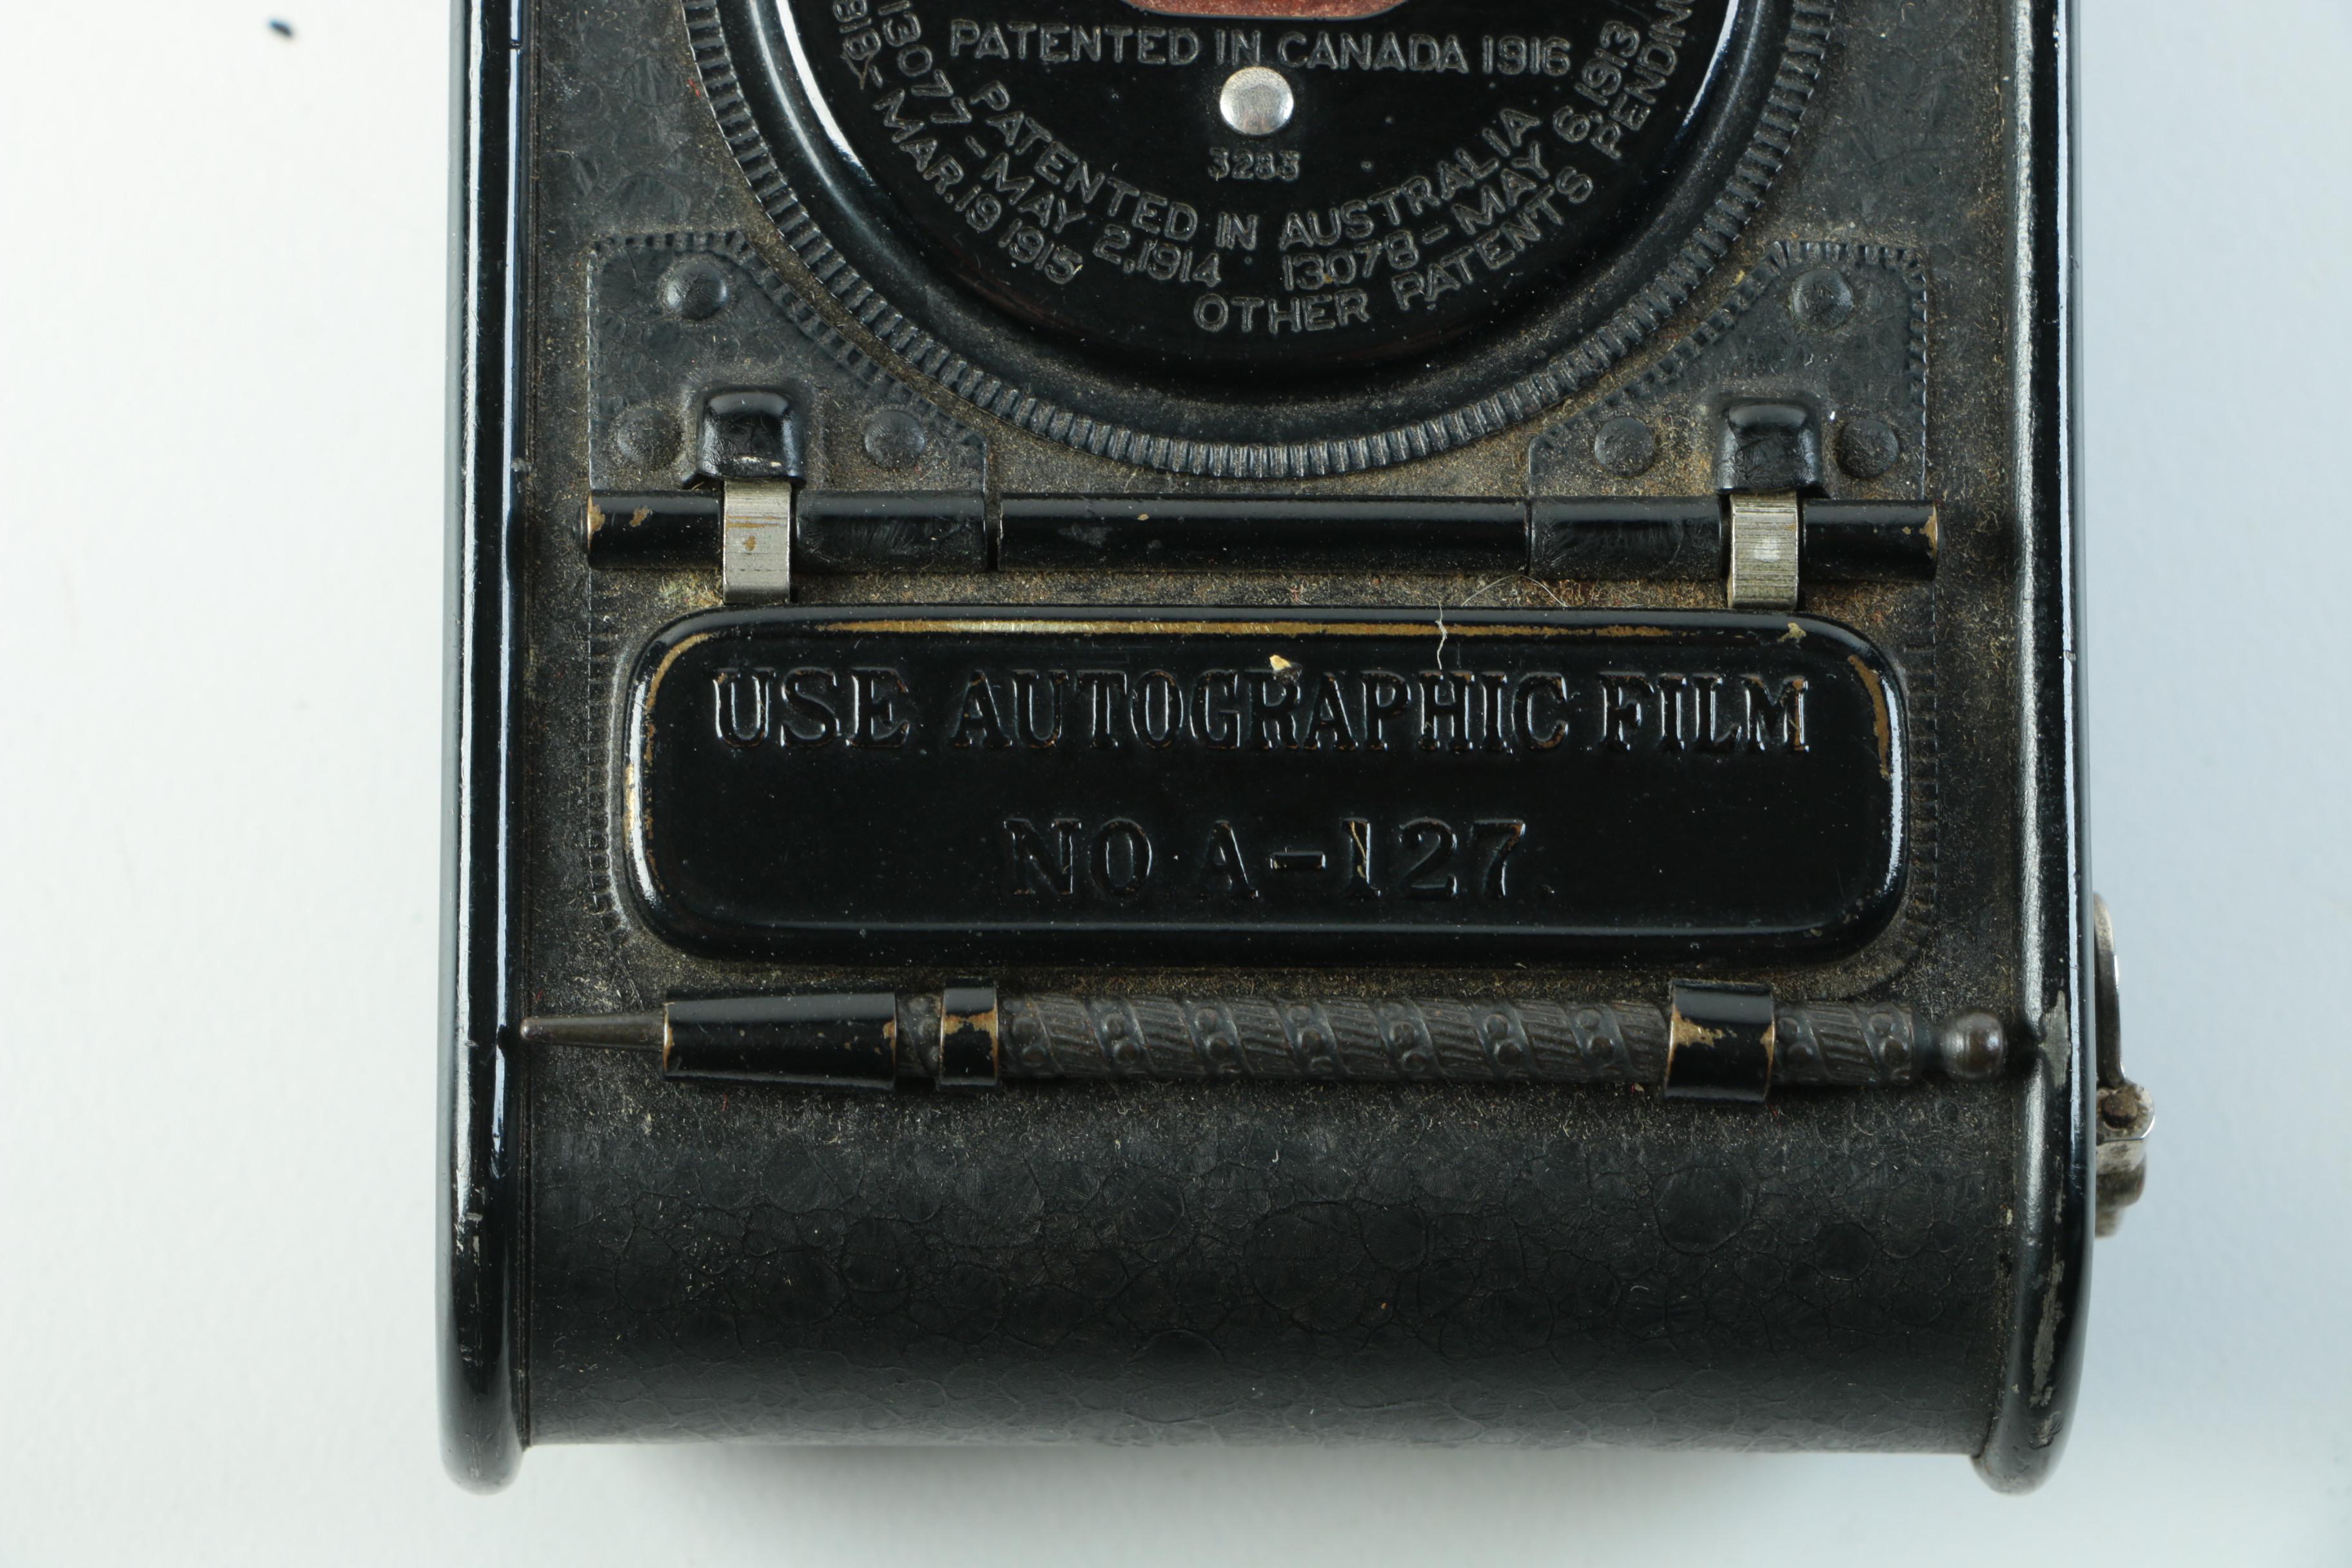 PATENTED IN CANADA 1916
3283
PATENTED IN AUSTRALIA
13077-MAY 2,1914 13078-MAY 6,1913
MAR.19 1915 OTHER PATENTS PENDING
USE AUTOGRAPHIC FILM
NO A-127.